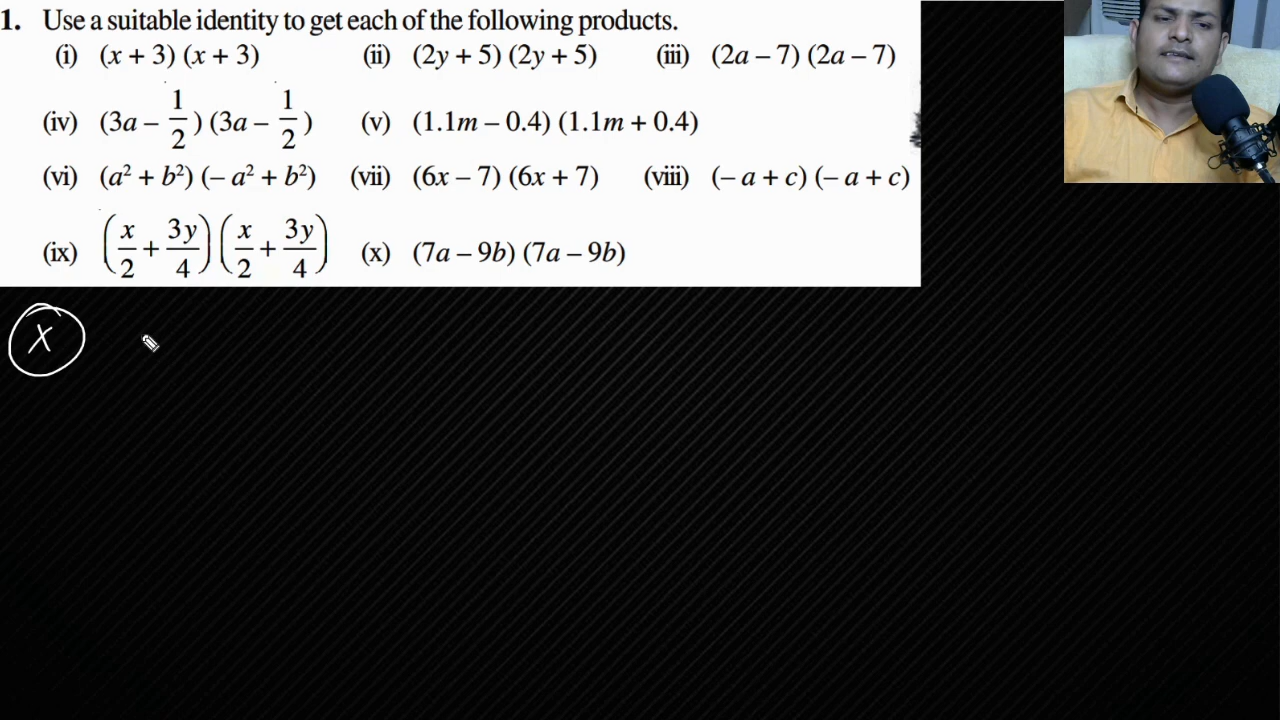 1. Use a suitable identity to get each of the following products.
(i) (x + 3) (x + 3) (ii) (2y + 5) (2y + 5) (iii) (2a – 7) (2a – 7)
(iv) (3a – 1/2) (3a – 1/2) (v) (1.1m – 0.4) (1.1m + 0.4)
(vi) (a² + b²) (– a² + b²) (vii) (6x – 7) (6x + 7) (viii) (– a + c) (– a + c)
(ix) (x/2 + 3y/4) (x/2 + 3y/4) (x) (7a – 9b) (7a – 9b)
X